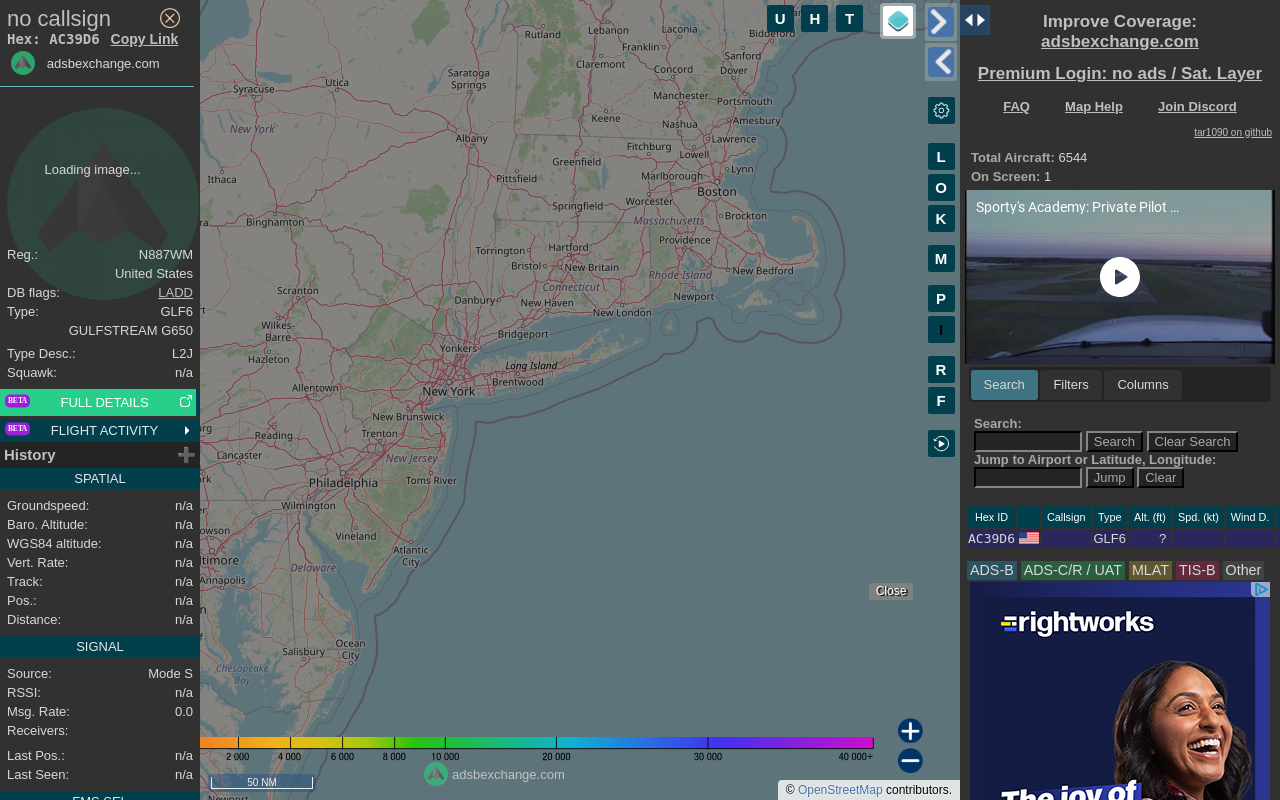 no callsign
Hex: AC39D6 Copy Link
adsbexchange.com
Loading image...
Reg.: N887WM
United States
DB flags: LADD
Type: GLF6
GULFSTREAM G650
Type Desc.: L2J
Squawk: n/a
BETA FULL DETAILS
BETA FLIGHT ACTIVITY
History
SPATIAL
Groundspeed: n/a
Baro. Altitude: n/a
WGS84 altitude: n/a
Vert. Rate: n/a
Track: n/a
Pos.: n/a
Distance: n/a
SIGNAL
Source: Mode S
RSSI: n/a
Msg. Rate: 0.0
Receivers:
Last Pos.: n/a
Last Seen: n/a
FMS SEL
U H T
L
O
K
M
P
I
R
F
Rutland
Lebanon
Laconia
Biddeford
Franklin
Claremont
Concord
Sanford
Dover
Saratoga
Springs
Utica
Syracuse
Manchester
Portsmouth
Keene
Nashua
Amesbury
New York
Albany
Lawrence
Fitchburg
Lowell
Greenfield
Lynn
Ithaca
Pittsfield
Marlborough
Boston
Worcester
Springfield
Massachusetts
Brockton
Binghamton
Providence
Torrington
Hartford
Bristol
New Britain
Rhode Island
New Bedford
Connecticut
Newport
Scranton
Danbury
New Haven
New London
Wilkes-
Barre
Bridgeport
Hazleton
Yonkers
Long Island
Brentwood
Allentown
New York
New Brunswick
Reading
Trenton
Lancaster
New Jersey
Toms River
Philadelphia
Wilmington
Vineland
Atlantic
City
Delaware
Annapolis
Ocean
City
Salisbury
Chesapeake
Bay
Close
2 000 4 000 6 000 8 000 10 000 20 000 30 000 40 000+
adsbexchange.com
50 NM
© OpenStreetMap contributors.
Improve Coverage:
adsbexchange.com
Premium Login: no ads / Sat. Layer
FAQ Map Help Join Discord
tar1090 on github
Total Aircraft: 6544
On Screen: 1
Sporty's Academy: Private Pilot ...
Search Filters Columns
Search:
Search Clear Search
Jump to Airport or Latitude, Longitude:
Jump Clear
Hex ID Callsign Type Alt. (ft) Spd. (kt) Wind D.
AC39D6 GLF6 ?
ADS-B ADS-C/R / UAT MLAT TIS-B Other
rightworks
The joy of